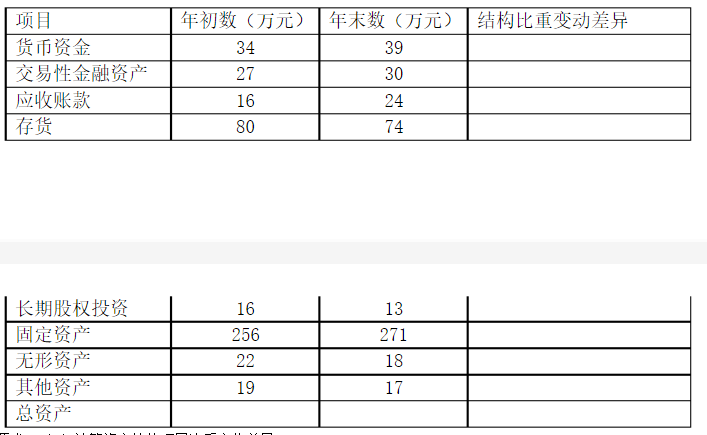 项目 年初数（万元） 年末数（万元） 结构比重变动差异
货币资金 34 39
交易性金融资产 27 30
应收账款 16 24
存货 80 74
长期股权投资 16 13
固定资产 256 271
无形资产 22 18
其他资产 19 17
总资产